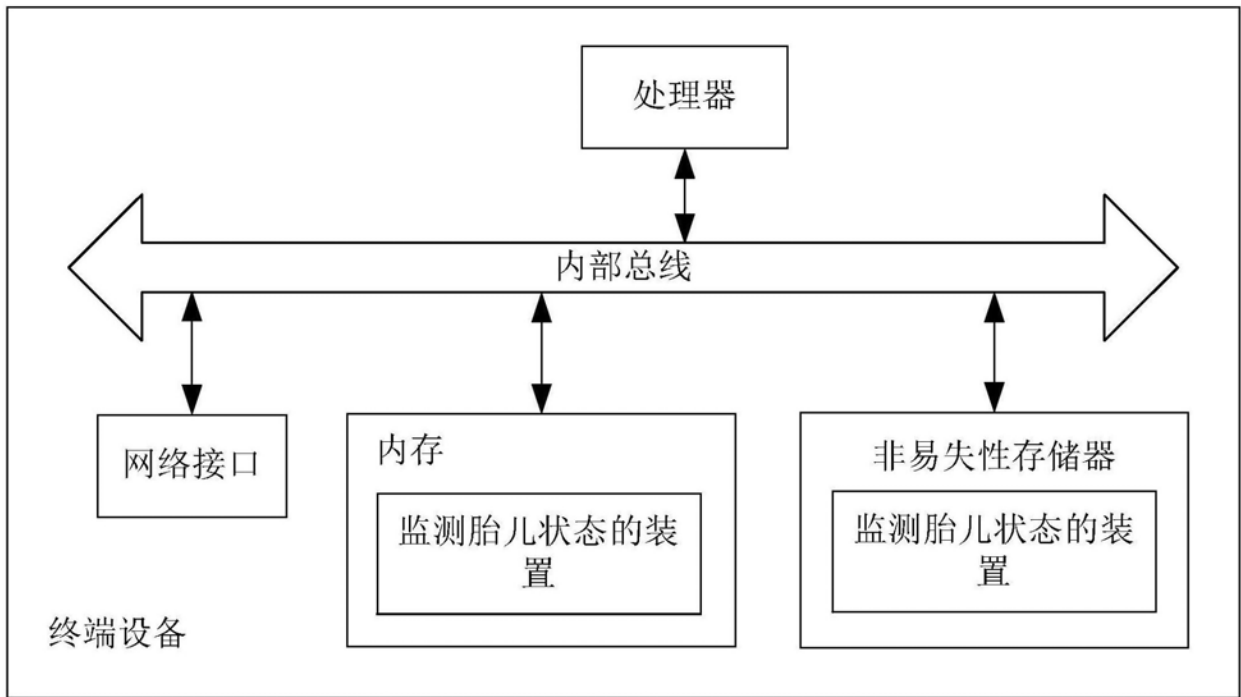 处理器
内部总线
网络接口
内存
监测胎儿状态的装
置
非易失性存储器
监测胎儿状态的装
置
终端设备